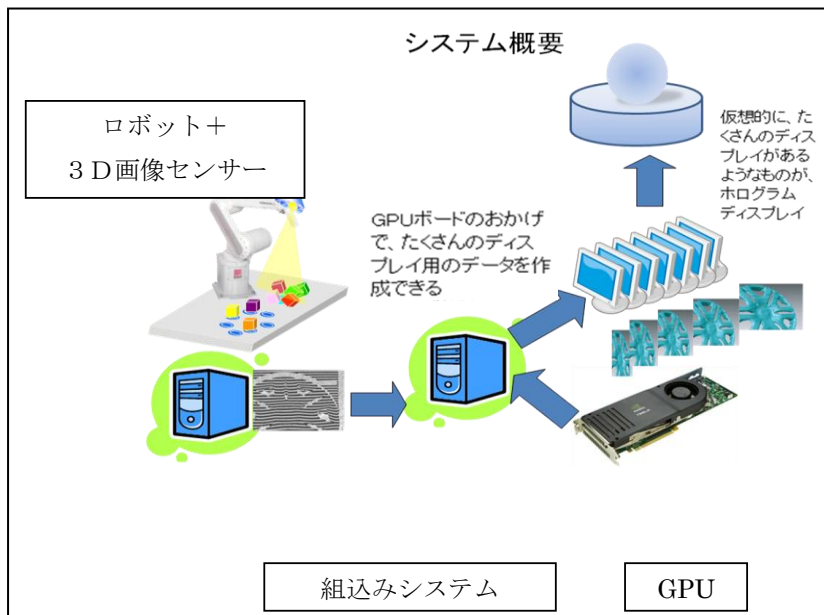 システム概要
ロボット＋
３Ｄ画像センサー
仮想的に、た
くさんのディス
プレイがある
ようなものが、
ホログラム
ディスプレイ
GPUボードのおかげ
で、たくさんのディス
プレイ用のデータを作
成できる
組込みシステム
GPU